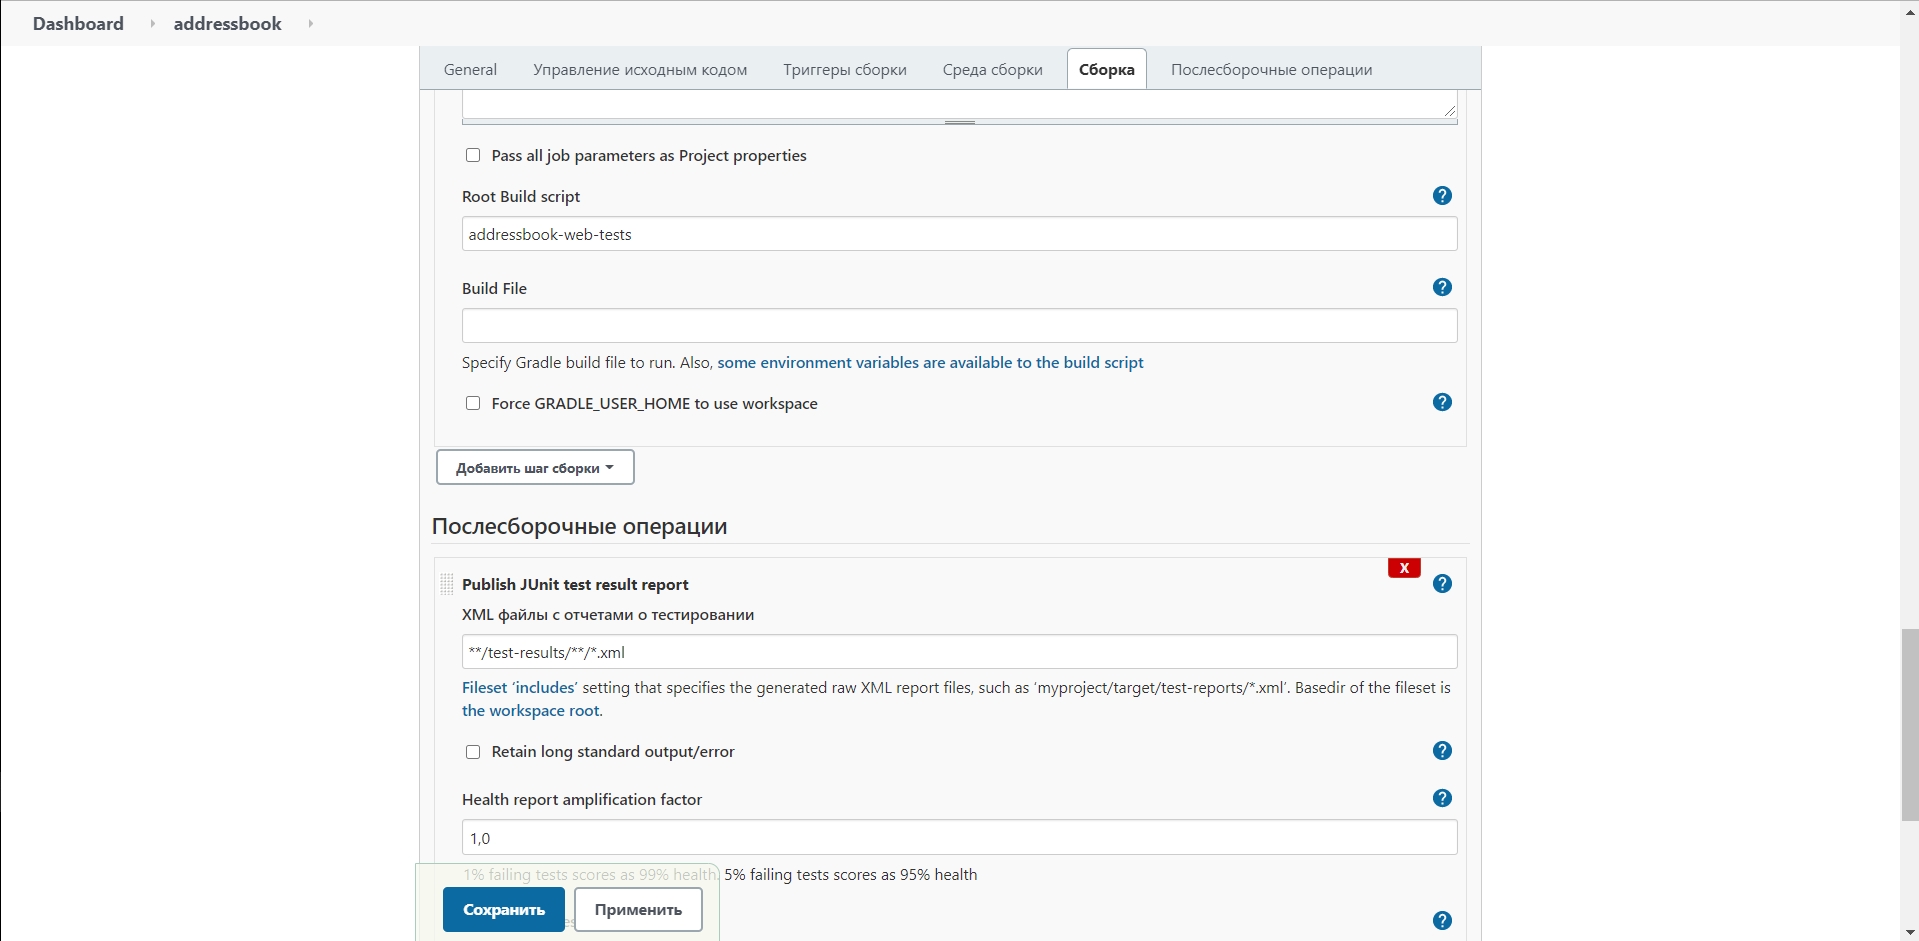 Dashboard addressbook
General Управление исходным кодом Триггеры сборки Среда сборки Сборка Послесборочные операции
Pass all job parameters as Project properties
Root Build script
addressbook-web-tests
Build File
Specify Gradle build file to run. Also, some environment variables are available to the build script
Force GRADLE_USER_HOME to use workspace
Добавить шаг сборки
Послесборочные операции
X
Publish JUnit test result report
XML файлы с отчетами о тестировании
**/test-results/**/*.xml
Fileset ‘includes’ setting that specifies the generated raw XML report files, such as ‘myproject/target/test-reports/*.xml’. Basedir of the fileset is
the workspace root.
Retain long standard output/error
Health report amplification factor
1,0
1% failing tests scores as 99% health. 5% failing tests scores as 95% health
Сохранить Применить